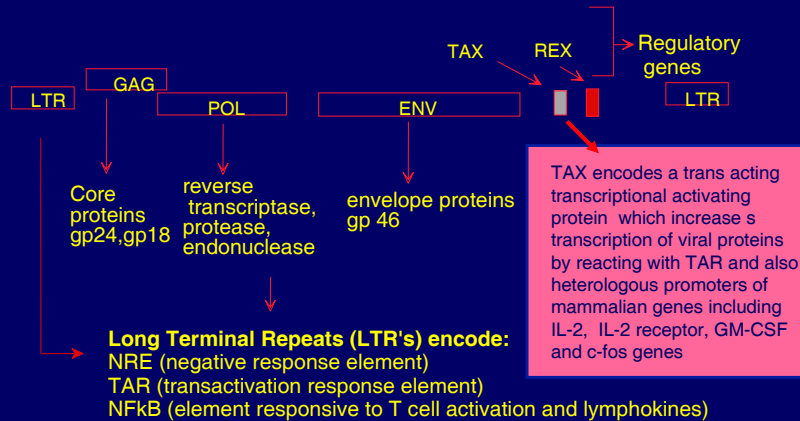 TAX
REX
Regulatory
genes
LTR
GAG
POL
ENV
LTR
Core
proteins
gp24,gp18
reverse
transcriptase,
protease,
endonuclease
envelope proteins
gp 46
TAX encodes a trans acting
transcriptional activating
protein which increase s
transcription of viral proteins
by reacting with TAR and also
heterologous promoters of
mammalian genes including
IL-2, IL-2 receptor, GM-CSF
and c-fos genes
Long Terminal Repeats (LTR's) encode:
NRE (negative response element)
TAR (transactivation response element)
NFkB (element responsive to T cell activation and lymphokines)